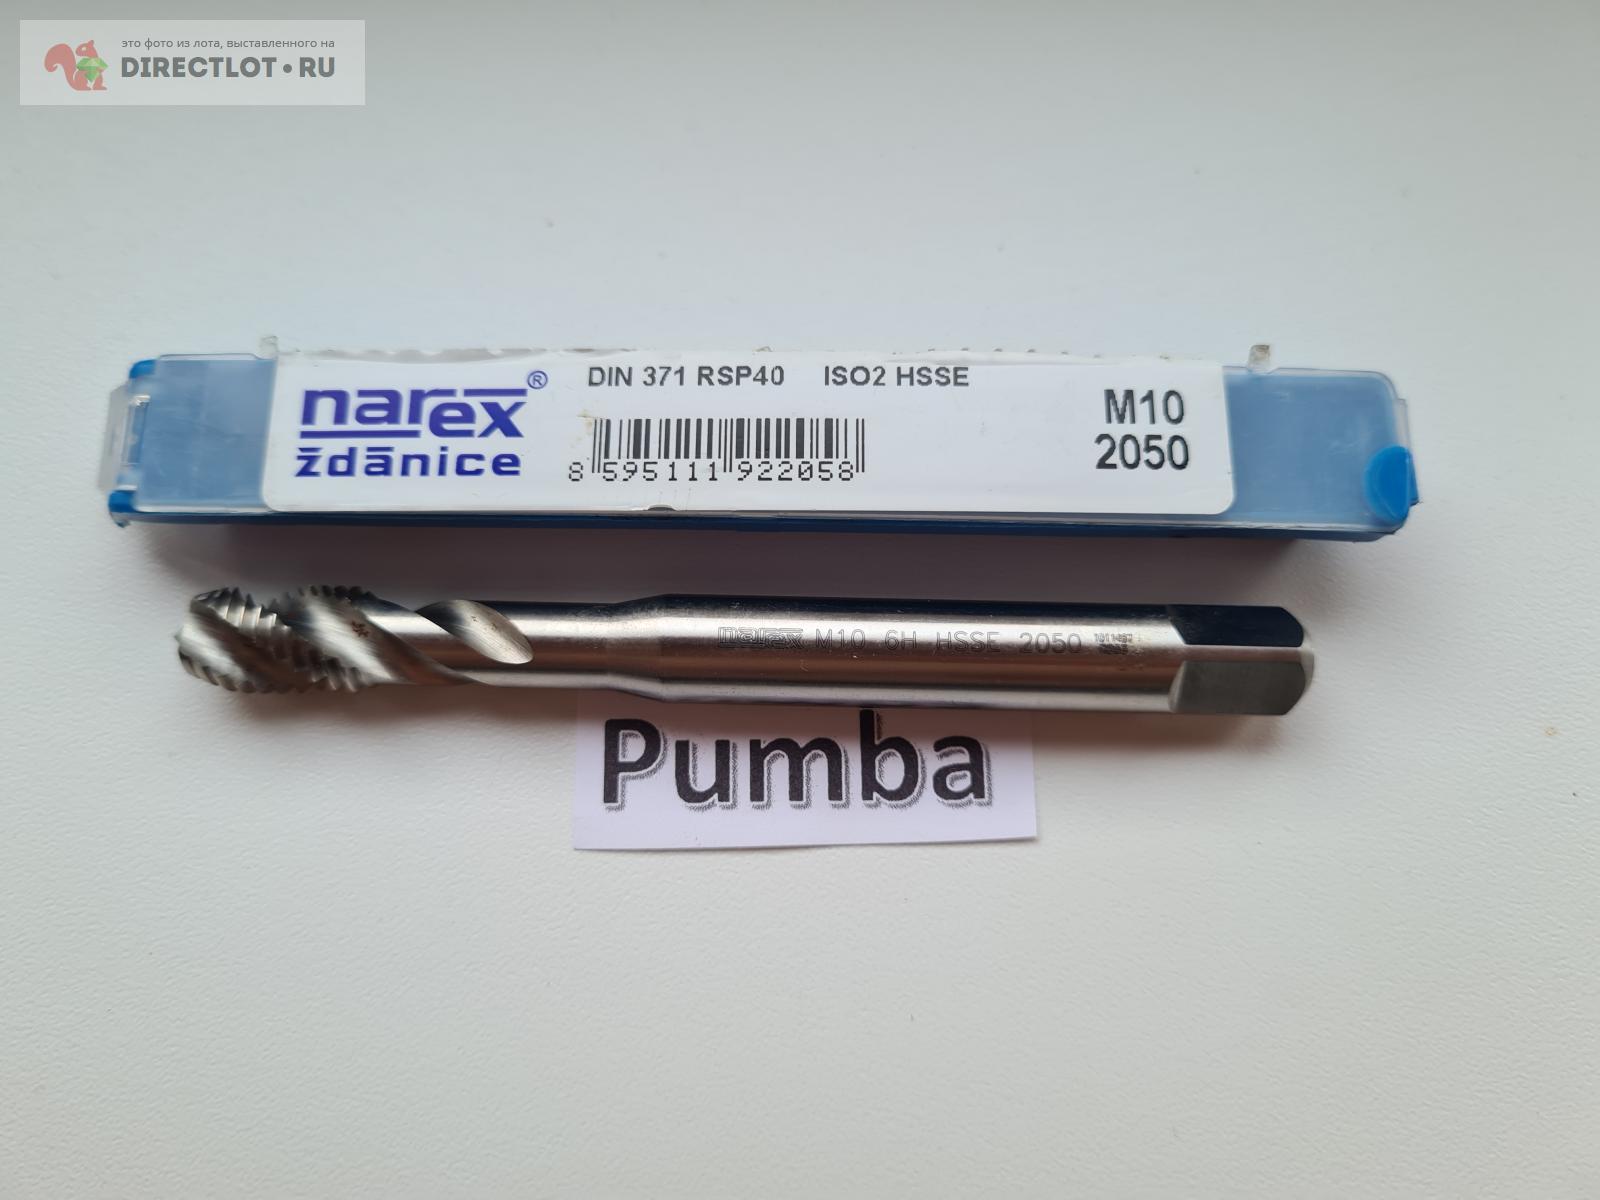 это фото из лота, выставленного на
DIRECTLOT•RU
narex®
ždánice
DIN 371 RSP40 ISO2 HSSE
8 595111 922058
M10
2050
narex M10 6H HSSE 2050
Pumba